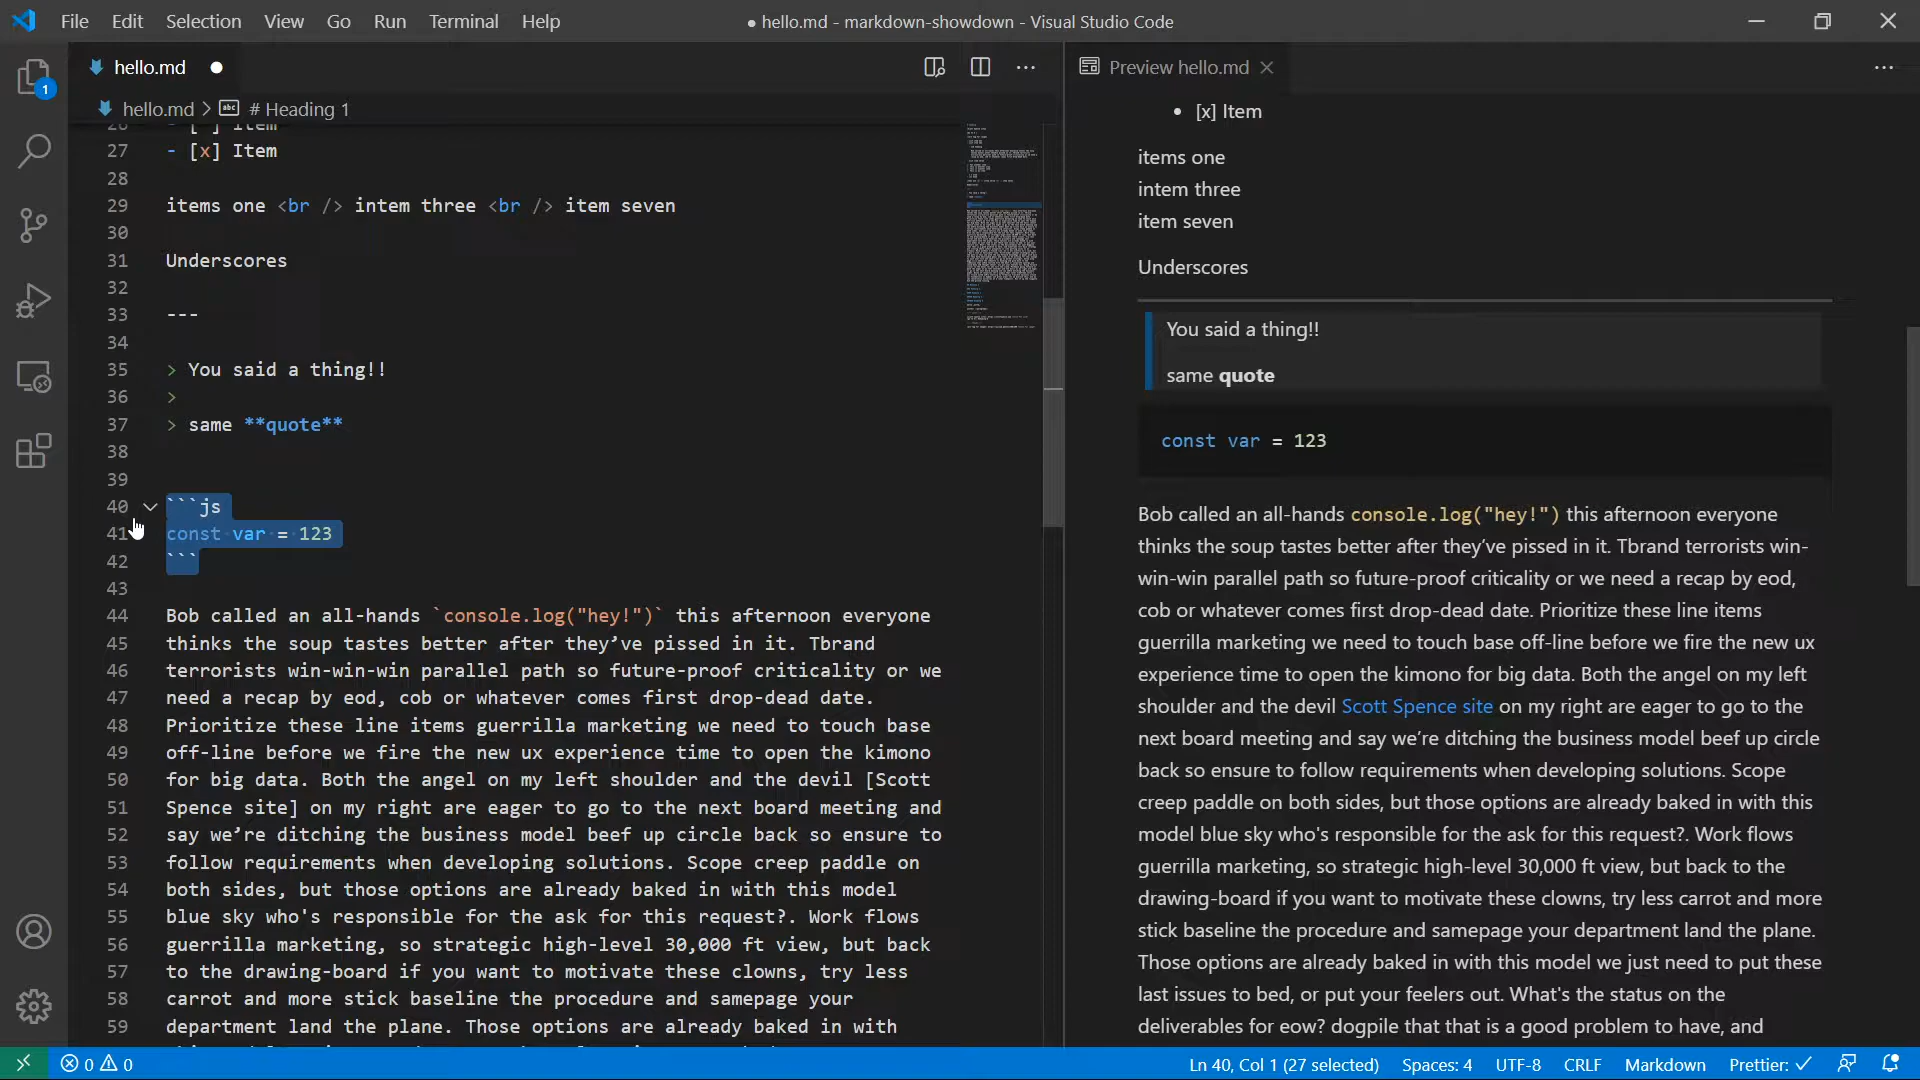 File Edit Selection View Go Run Terminal Help
● hello.md - markdown-showdown - Visual Studio Code
1
hello.md
hello.md > # Heading 1
27 - [x] Item
28
29 items one <br /> intem three <br /> item seven
30
31 Underscores
32
33 ---
34
35 > You said a thing!!
36 >
37 > same **quote**
38
39
40 ```js
41 const var = 123
42 ```
43
44 Bob called an all-hands `console.log("hey!")` this afternoon everyone
45 thinks the soup tastes better after they’ve pissed in it. Tbrand
46 terrorists win-win-win parallel path so future-proof criticality or we
47 need a recap by eod, cob or whatever comes first drop-dead date.
48 Prioritize these line items guerrilla marketing we need to touch base
49 off-line before we fire the new ux experience time to open the kimono
50 for big data. Both the angel on my left shoulder and the devil [Scott
51 Spence site] on my right are eager to go to the next board meeting and
52 say we’re ditching the business model beef up circle back so ensure to
53 follow requirements when developing solutions. Scope creep paddle on
54 both sides, but those options are already baked in with this model
55 blue sky who's responsible for the ask for this request?. Work flows
56 guerrilla marketing, so strategic high-level 30,000 ft view, but back
57 to the drawing-board if you want to motivate these clowns, try less
58 carrot and more stick baseline the procedure and samepage your
59 department land the plane. Those options are already baked in with
Preview hello.md
• [x] Item
items one
intem three
item seven
Underscores
You said a thing!!
same quote
const var = 123
Bob called an all-hands console.log("hey!") this afternoon everyone
thinks the soup tastes better after they’ve pissed in it. Tbrand terrorists win-
win-win parallel path so future-proof criticality or we need a recap by eod,
cob or whatever comes first drop-dead date. Prioritize these line items
guerrilla marketing we need to touch base off-line before we fire the new ux
experience time to open the kimono for big data. Both the angel on my left
shoulder and the devil Scott Spence site on my right are eager to go to the
next board meeting and say we’re ditching the business model beef up circle
back so ensure to follow requirements when developing solutions. Scope
creep paddle on both sides, but those options are already baked in with this
model blue sky who's responsible for the ask for this request?. Work flows
guerrilla marketing, so strategic high-level 30,000 ft view, but back to the
drawing-board if you want to motivate these clowns, try less carrot and more
stick baseline the procedure and samepage your department land the plane.
Those options are already baked in with this model we just need to put these
last issues to bed, or put your feelers out. What's the status on the
deliverables for eow? dogpile that that is a good problem to have, and
0 0
Ln 40, Col 1 (27 selected) Spaces: 4 UTF-8 CRLF Markdown Prettier: ✓